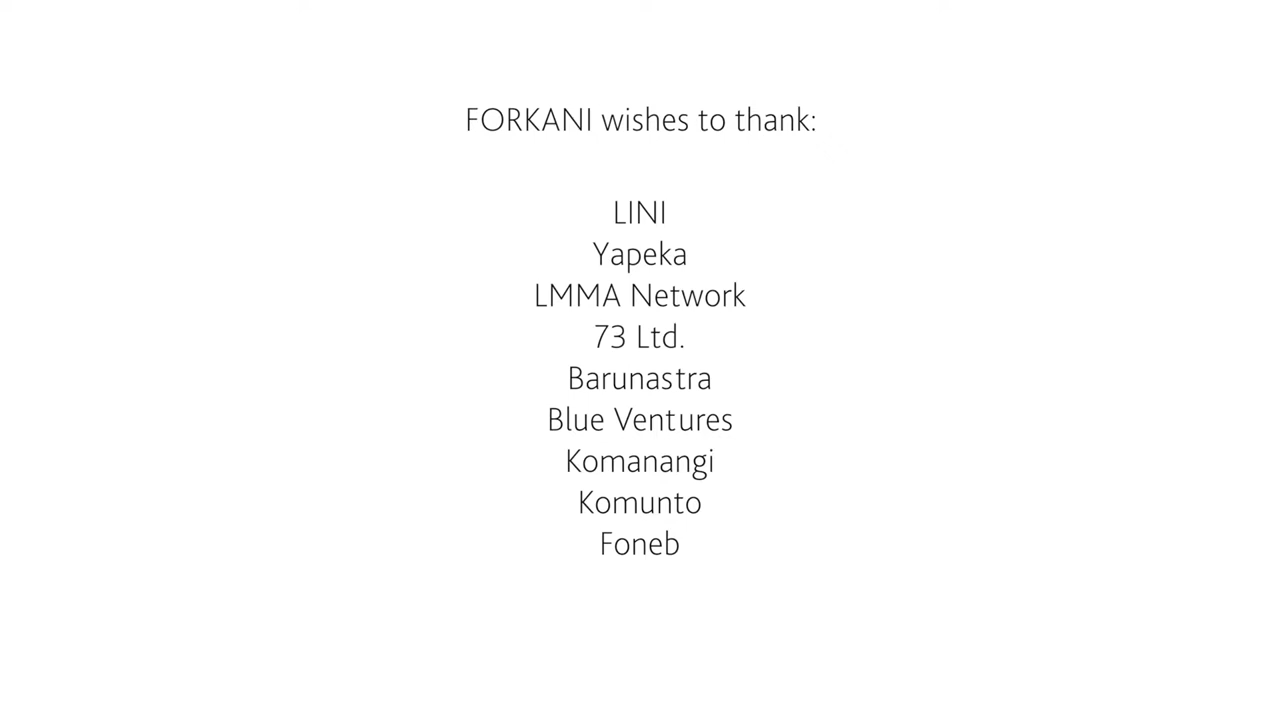 FORKANI wishes to thank:
LINI
Yapeka
LMMA Network
73 Ltd.
Barunastra
Blue Ventures
Komanangi
Komunto
Foneb